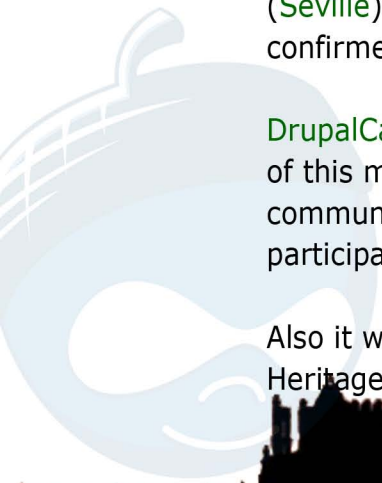 (Seville)
confirme
DrupalCa
of this m
commun
participa
Also it w
Heritage